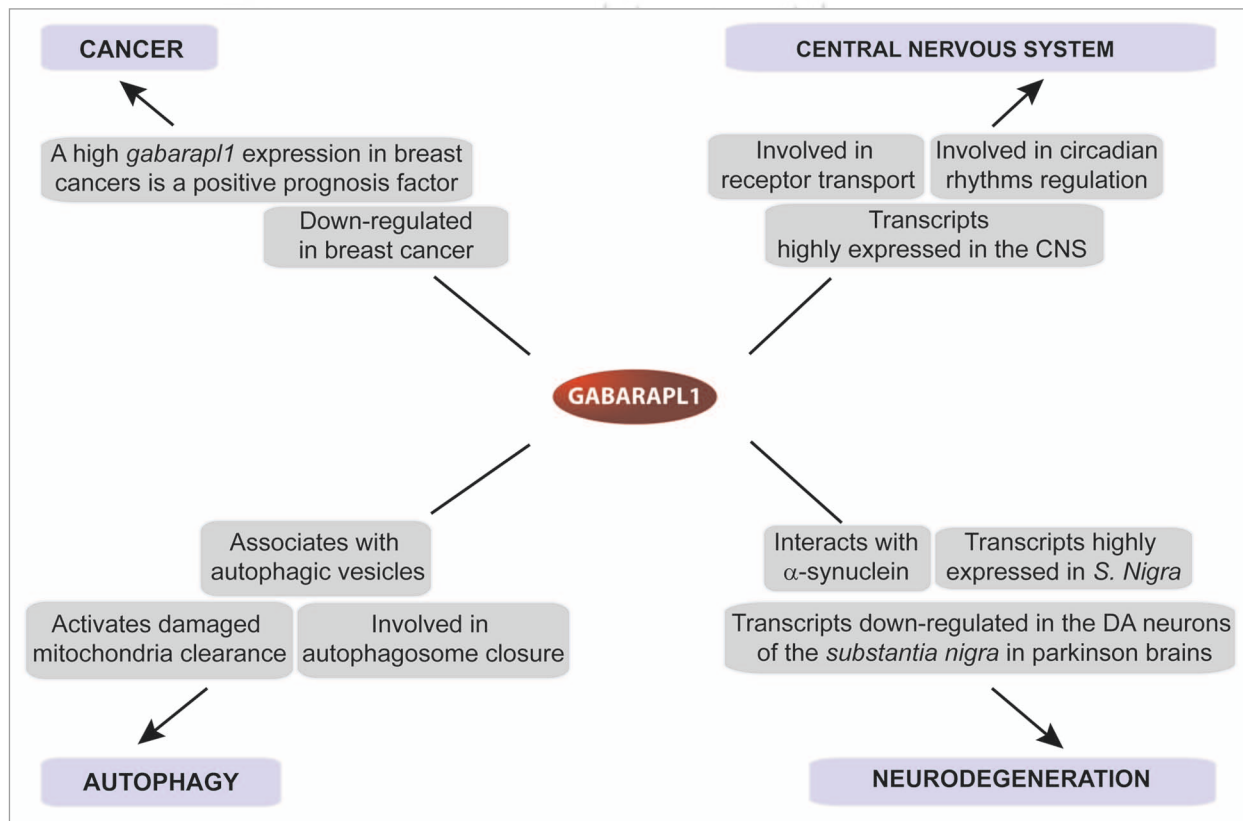 CANCER
A high gabarapl1 expression in breast
cancers is a positive prognosis factor
Down-regulated
in breast cancer
CENTRAL NERVOUS SYSTEM
Involved in
receptor transport
Involved in circadian
rhythms regulation
Transcripts
highly expressed in the CNS
GABARAPL1
Associates with
autophagic vesicles
Activates damaged
mitochondria clearance
Involved in
autophagosome closure
AUTOPHAGY
Interacts with
α-synuclein
Transcripts highly
expressed in S. Nigra
Transcripts down-regulated in the DA neurons
of the substantia nigra in parkinson brains
NEURODEGENERATION